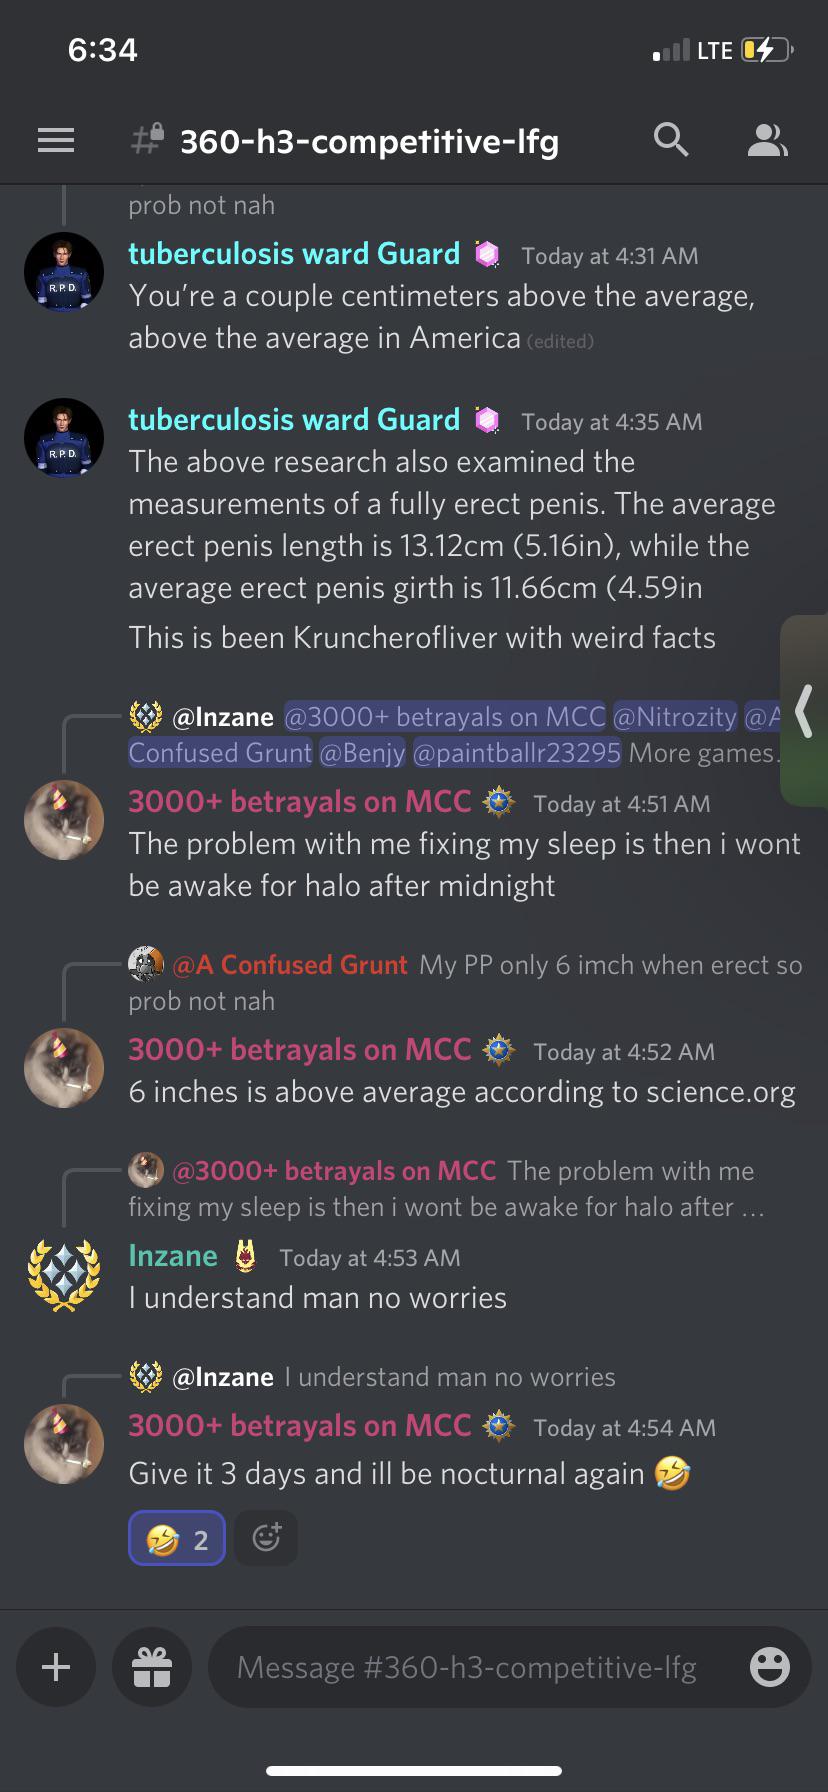 6:34
LTE
360-h3-competitive-lfg
prob not nah
tuberculosis ward Guard Today at 4:31 AM
You're a couple centimeters above the average,
above the average in America (edited)
R.P.D.
tuberculosis ward Guard Today at 4:35 AM
The above research also examined the
measurements of a fully erect penis. The average
erect penis length is 13.12cm (5.16in), while the
average erect penis girth is 11.66cm (4.59in
This is been Kruncherofliver with weird facts
R.P.D.
@Inzane @3000+ betrayals on MCC @Nitrozity @A
Confused Grunt @Benjy @paintballr23295 More games.
3000+ betrayals on MCC Today at 4:51 AM
The problem with me fixing my sleep is then i wont
be awake for halo after midnight
@A Confused Grunt My PP only 6 imch when erect so
prob not nah
3000+ betrayals on MCC Today at 4:52 AM
6 inches is above average according to science.org
@3000+ betrayals on MCC The problem with me
fixing my sleep is then i wont be awake for halo after ...
Inzane Today at 4:53 AM
I understand man no worries
@Inzane I understand man no worries
3000+ betrayals on MCC Today at 4:54 AM
Give it 3 days and ill be nocturnal again 🤣
🤣 2
Message #360-h3-competitive-lfg